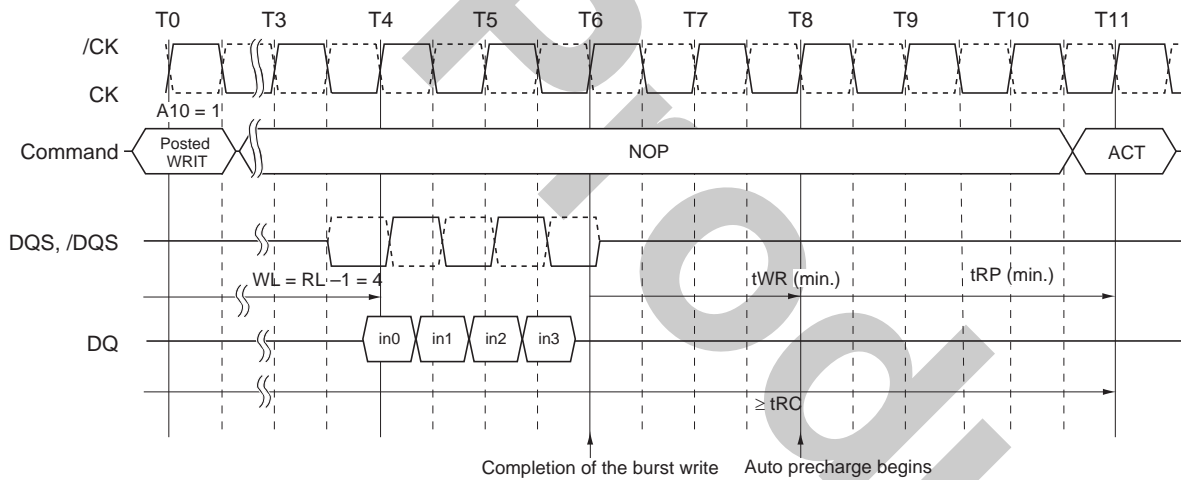 T0 T3 T4 T5 T6 T7 T8 T9 T10 T11
/CK
CK
A10 = 1
Command
Posted
WRIT
NOP
ACT
DQS, /DQS
WL = RL −1 = 4
tWR (min.)
tRP (min.)
DQ
in0 in1 in2 in3
≥ tRC
Completion of the burst write
Auto precharge begins
Prod